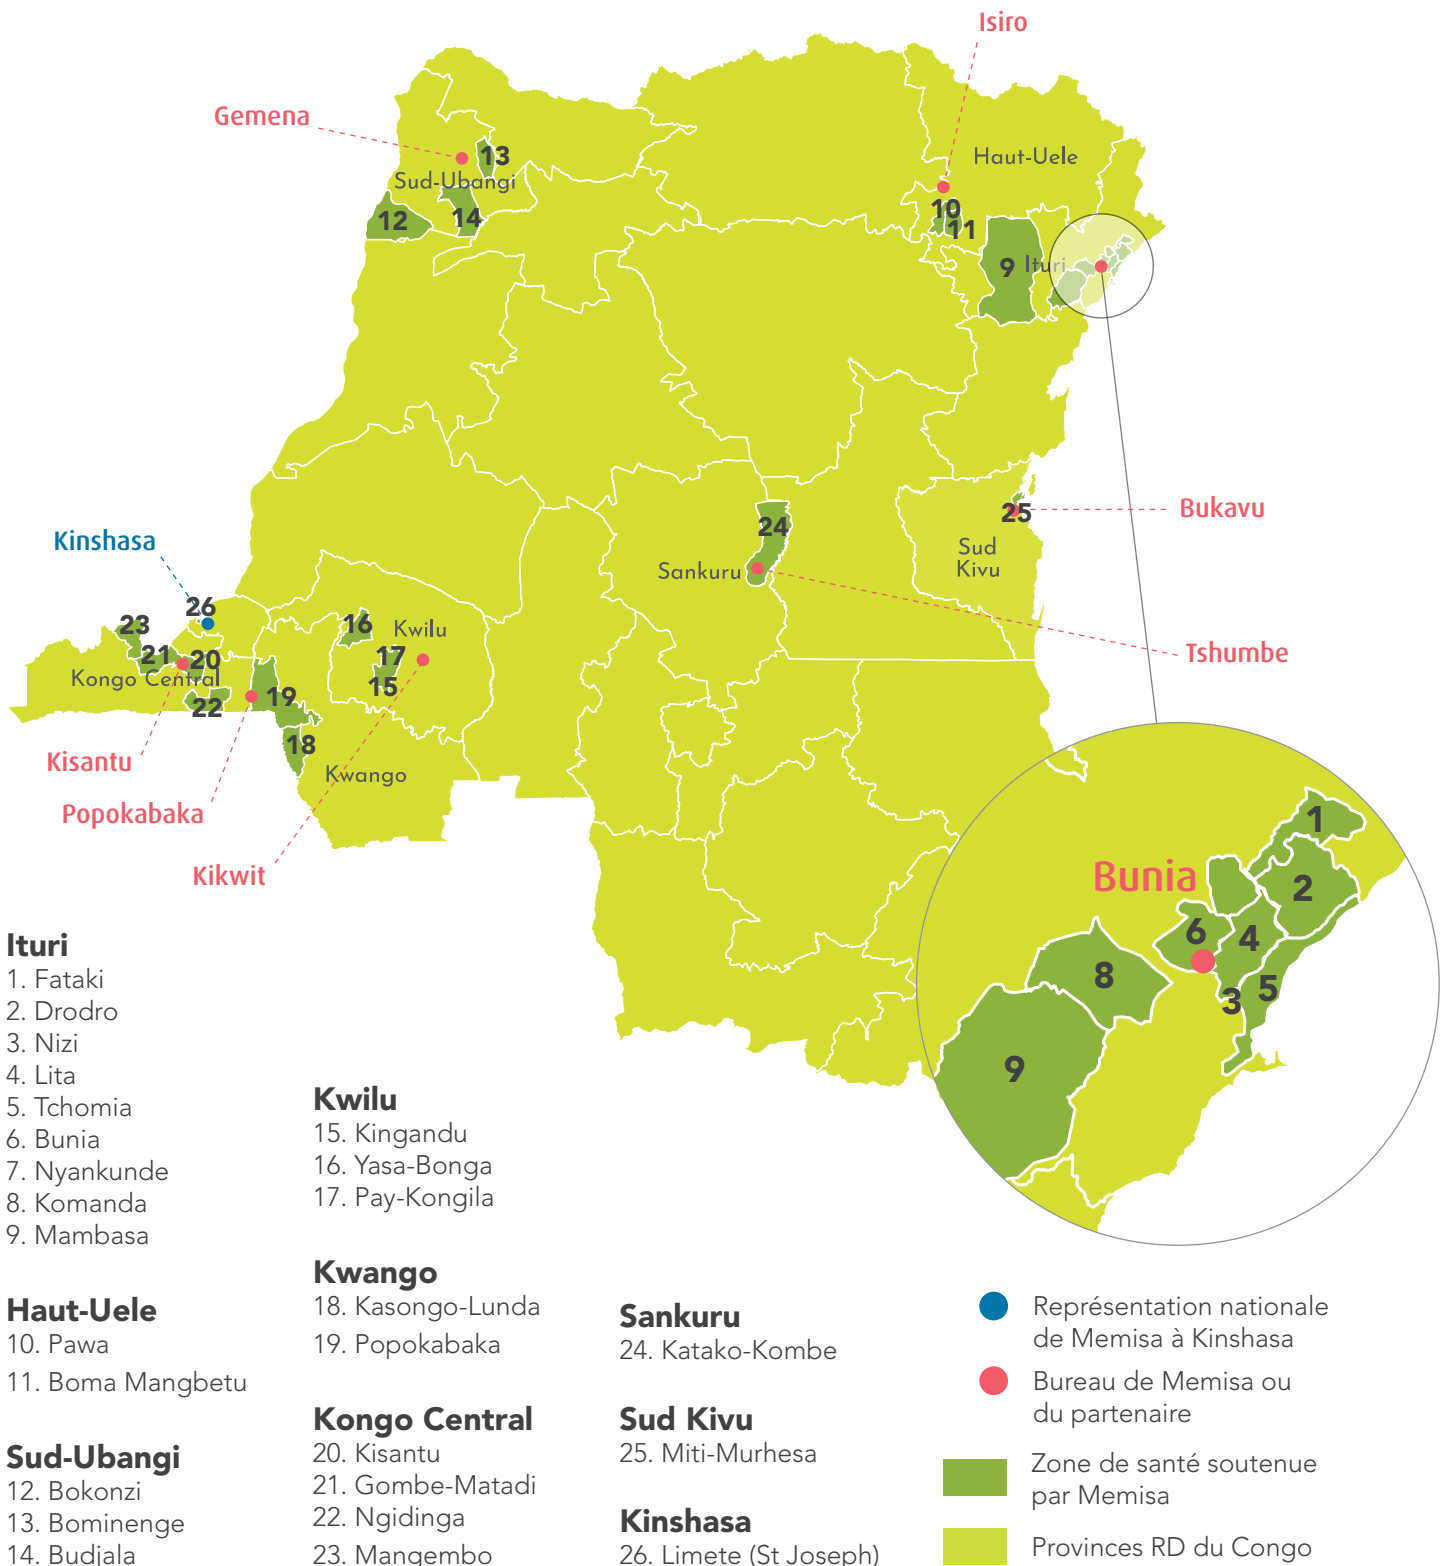 Isiro
Gemena
13
Haut-Uele
Sud-Ubangi
12
14
10
11
9
Ituri
Kinshasa
24
25
Bukavu
Sud
Kivu
Sankuru
26
23
16
Kwilu
21
20
17
Tshumbe
Kongo Central
15
19
22
18
Kisantu
Kwango
Popokabaka
Kikwit
1
Bunia
2
6
4
8
5
3
9
Ituri
1. Fataki
2. Drodro
3. Nizi
4. Lita
5. Tchomia
6. Bunia
7. Nyankunde
8. Komanda
9. Mambasa
Haut-Uele
10. Pawa
11. Boma Mangbetu
Sud-Ubangi
12. Bokonzi
13. Bominenge
14. Budjala
Kwilu
15. Kingandu
16. Yasa-Bonga
17. Pay-Kongila
Kwango
18. Kasongo-Lunda
19. Popokabaka
Kongo Central
20. Kisantu
21. Gombe-Matadi
22. Ngidinga
23. Mangembo
Sankuru
24. Katako-Kombe
Sud Kivu
25. Miti-Murhesa
Kinshasa
26. Limete (St Joseph)
Représentation nationale
de Memisa à Kinshasa
Bureau de Memisa ou
du partenaire
Zone de santé soutenue
par Memisa
Provinces RD du Congo